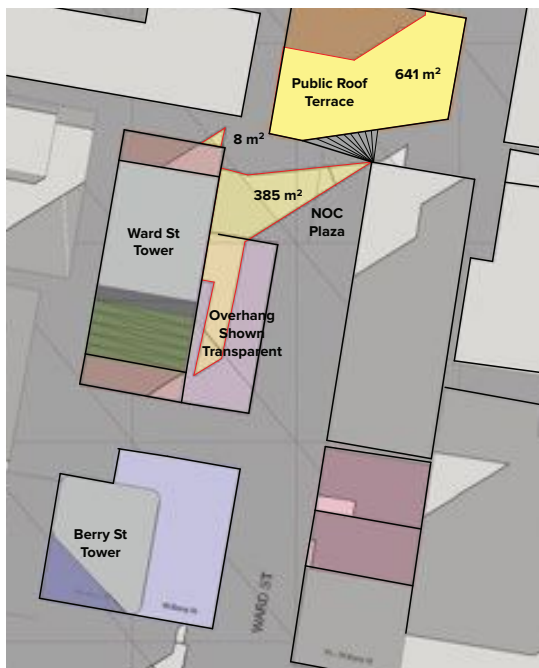 641 m²
Public Roof
Terrace
8 m²
385 m²
NOC
Plaza
Ward St
Tower
Overhang
Shown
Transparent
Berry St
Tower
WARD ST